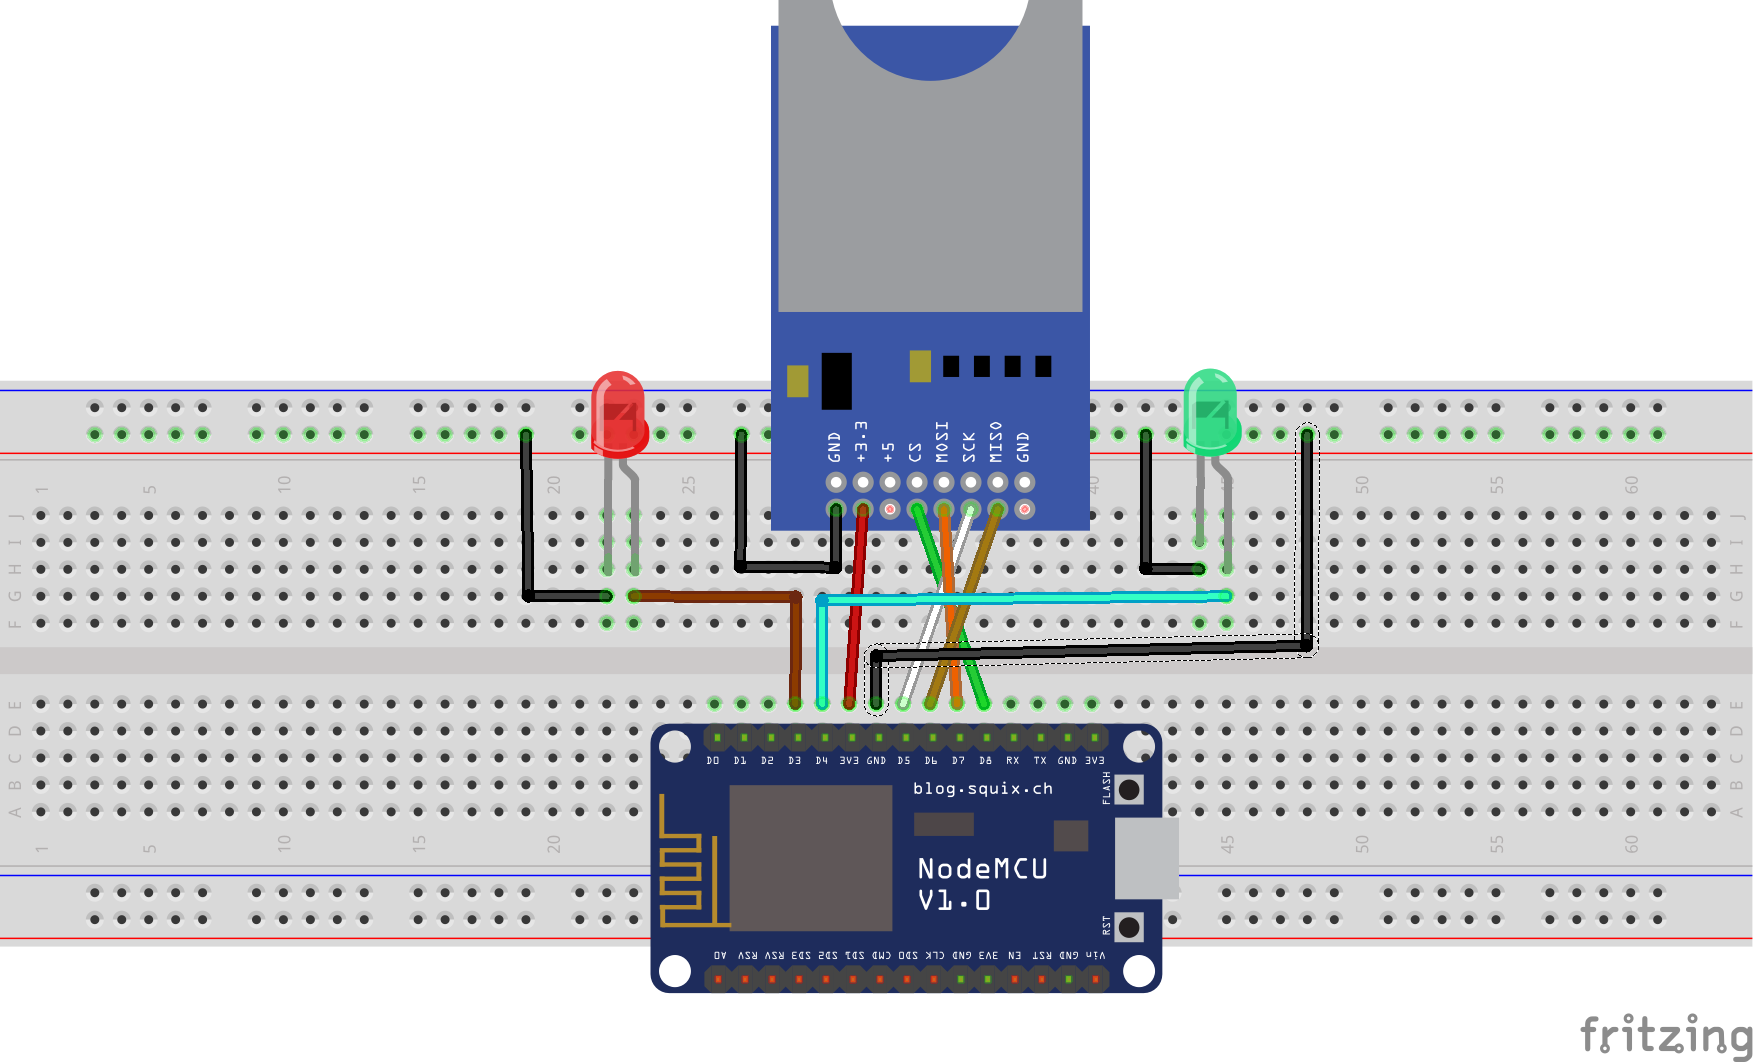 GND +3.3 +5 CS MOSI SCK MISO GND
1 5 10 15 20 25 40 45 50 55 60
J J
I I
H H
G G
F F
E E
D D
C C
B B
A A
D0 D1 D2 D3 D4 3V3 GND D5 D6 D7 D8 RX TX GND 3V3
blog.squix.ch
FLASH
1 5 10 15 20 45 50 55 60
NodeMCU
V1.0
RST
A0 RSV RSV SD3 SD2 SD1 CMD SD0 CLK GND 3V3 EN RST GND Vin
fritzing